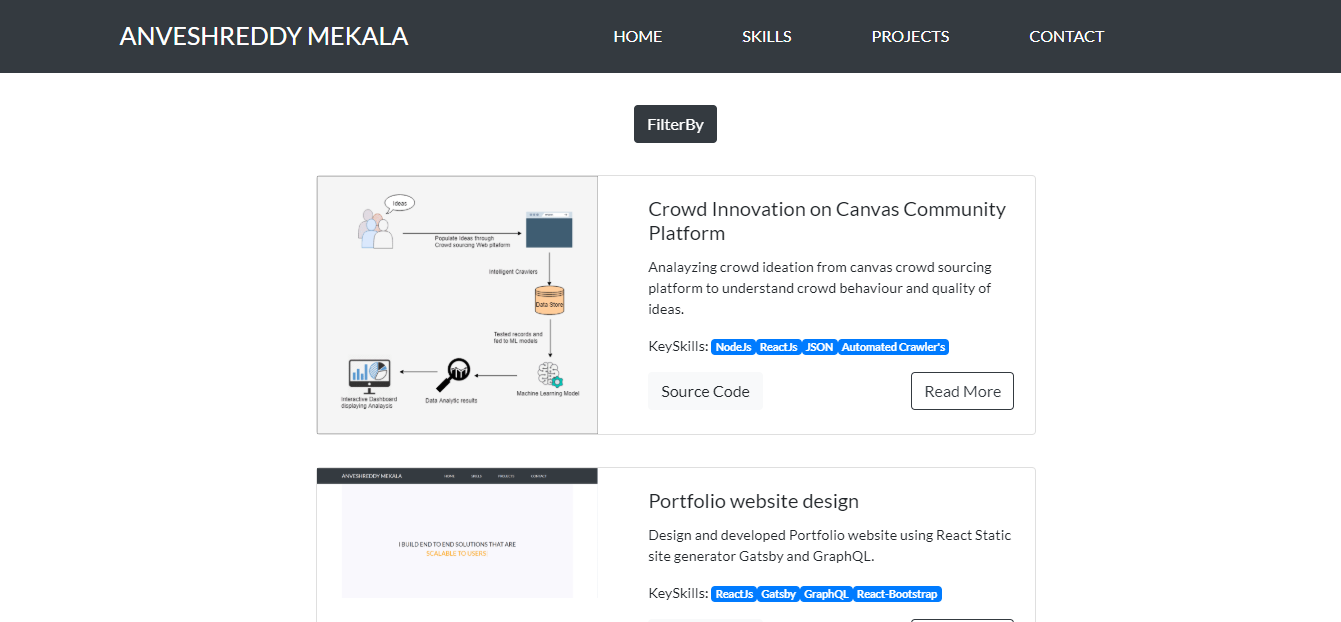 ANVESHREDDY MEKALA
HOME
SKILLS
PROJECTS
CONTACT
FilterBy
Ideas
Populate Ideas through
Crowd sourcing Web pltaform
Intelligent Crawlers
Data Store
Tested records and
fed to ML models
Machine Learning Model
Data Analytic results
Interactive Dashboard
displaying Analaysis
Crowd Innovation on Canvas Community
Platform
Analayzing crowd ideation from canvas crowd sourcing
platform to understand crowd behaviour and quality of
ideas.
KeySkills: NodeJs ReactJs JSON Automated Crawler's
Source Code
Read More
ANVESHREDDY MEKALA
HOME
SKILLS
PROJECTS
CONTACT
I BUILD END TO END SOLUTIONS THAT ARE
SCALABLE TO USERS
Portfolio website design
Design and developed Portfolio website using React Static
site generator Gatsby and GraphQL.
KeySkills: ReactJs Gatsby GraphQL React-Bootstrap